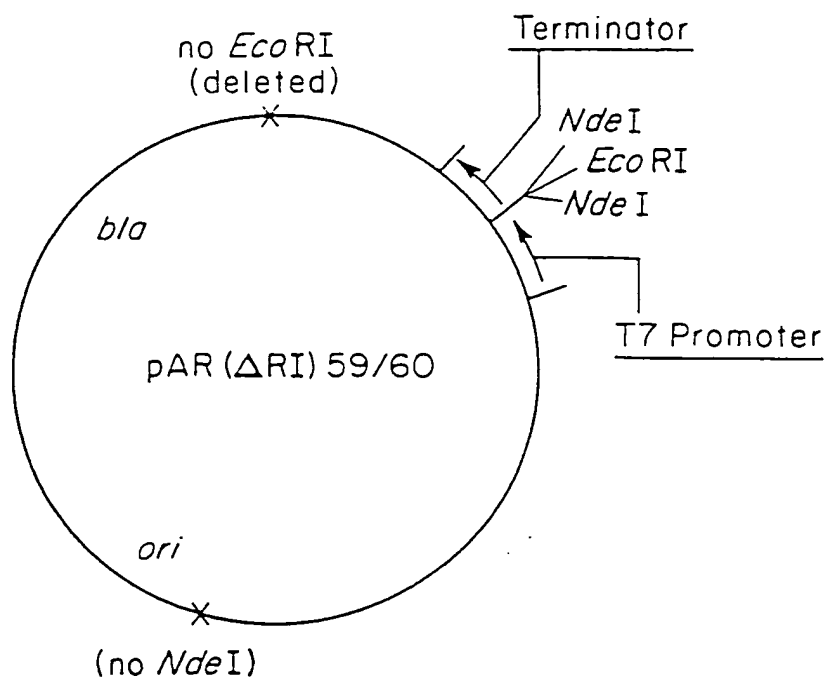 Terminator
no EcoRI
(deleted)
NdeI
EcoRI
NdeI
bla
T7 Promoter
pAR (ΔRI) 59/60
ori
(no NdeI)